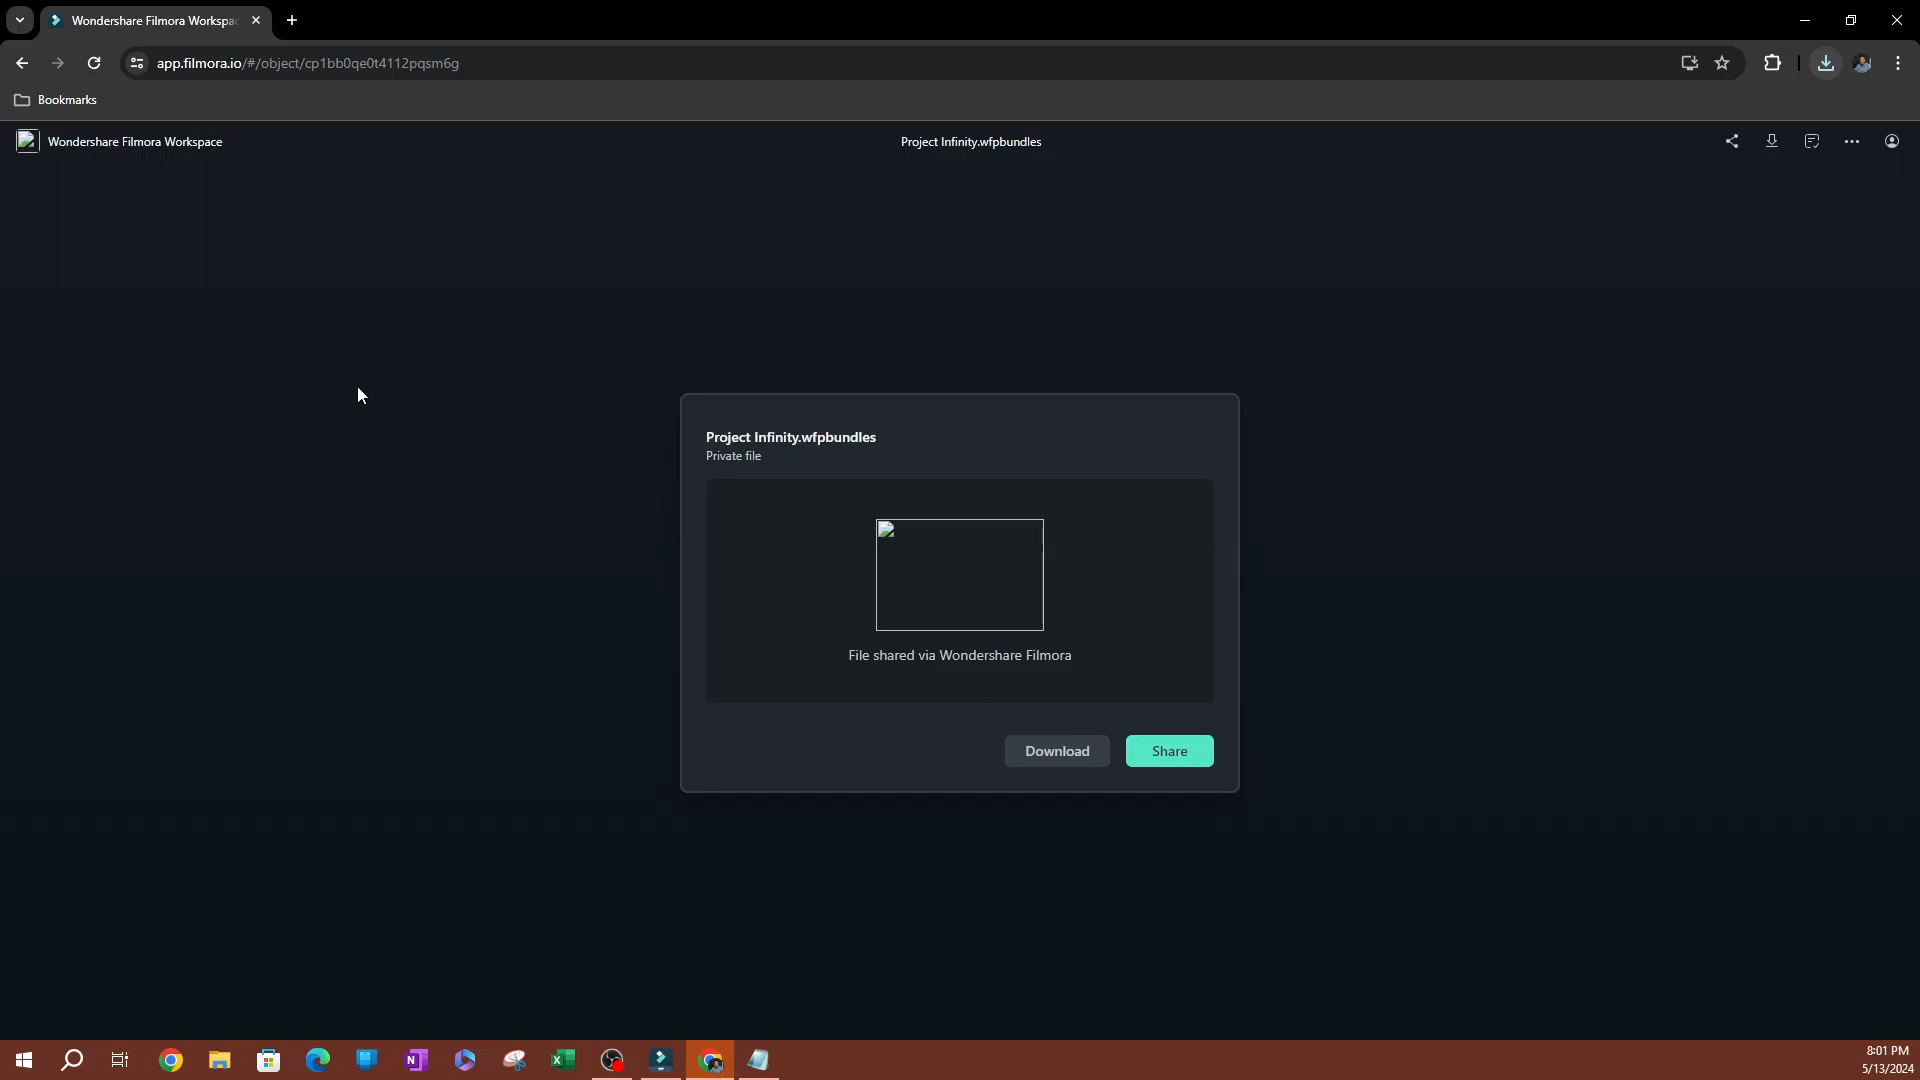 Wondershare Filmora Workspac
app.filmora.io/#/object/cp1bb0qe0t4112pqsm6g
Bookmarks
Wondershare Filmora Workspace
Project Infinity.wfpbundles
Project Infinity.wfpbundles
Private file
File shared via Wondershare Filmora
Download
Share
8:01 PM
5/13/2024